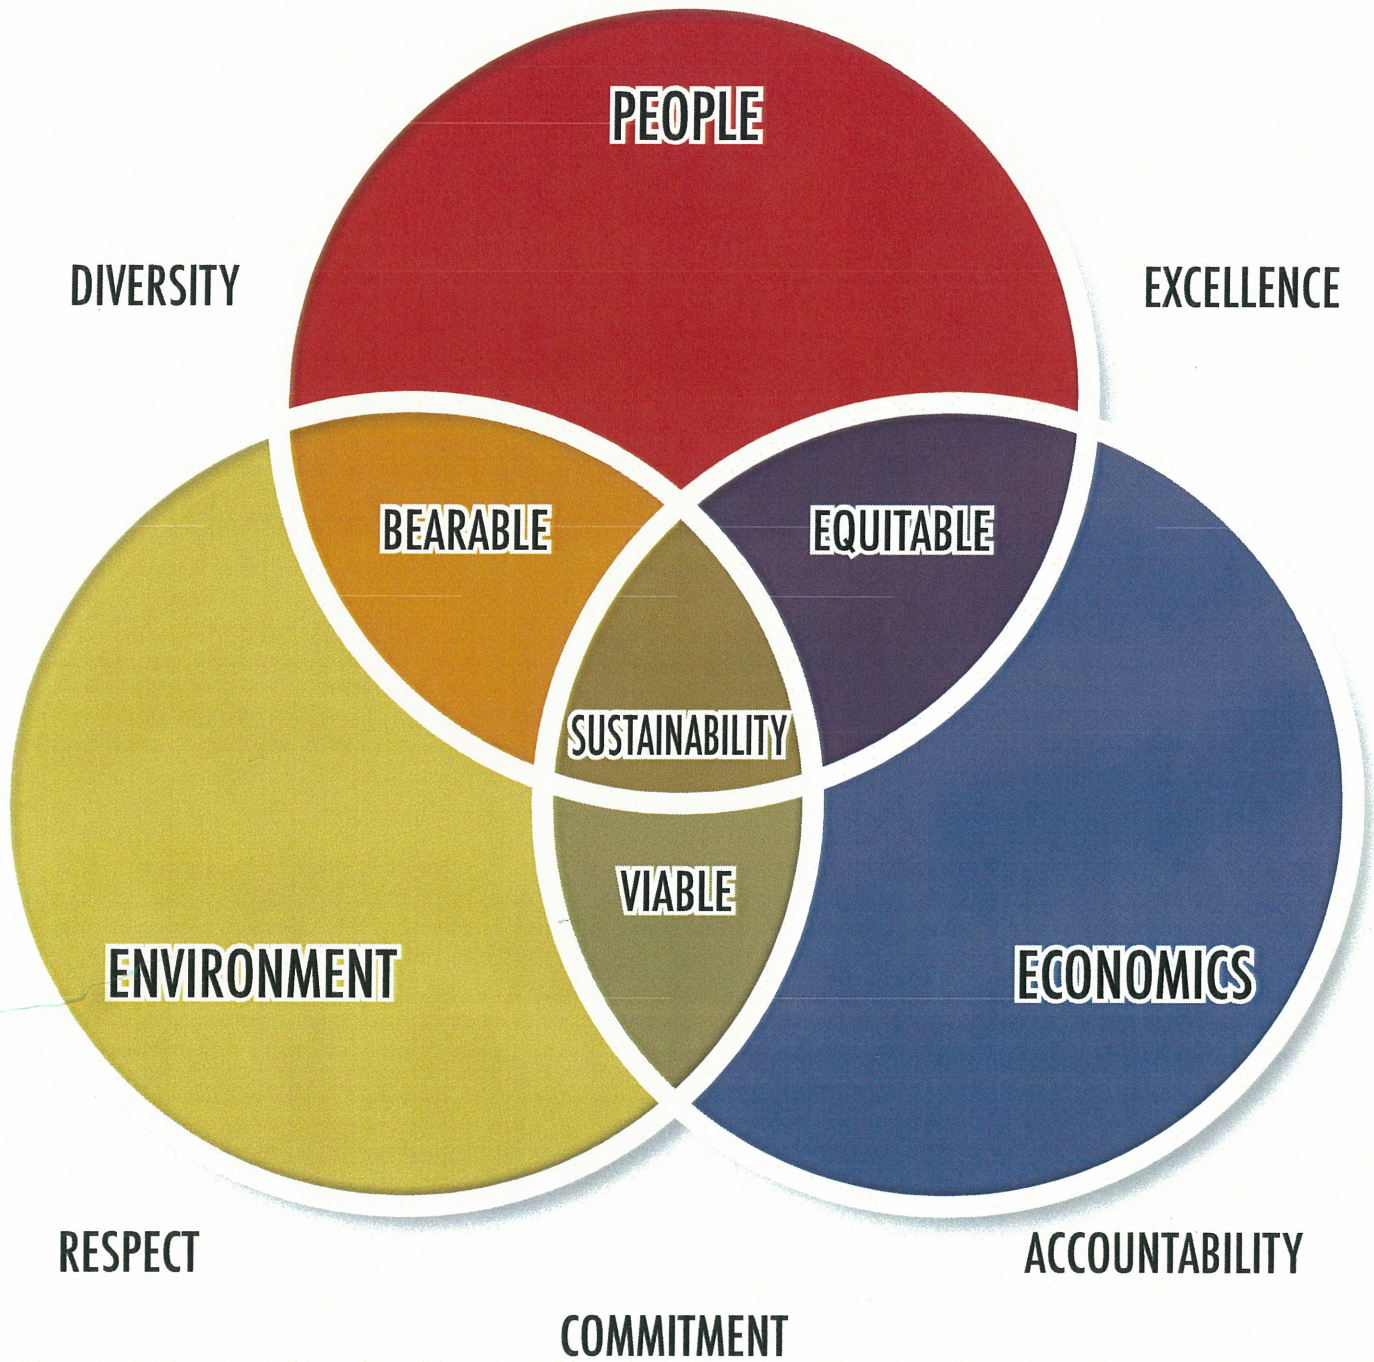 PEOPLE
DIVERSITY
EXCELLENCE
BEARABLE
EQUITABLE
SUSTAINABILITY
VIABLE
ENVIRONMENT
ECONOMICS
RESPECT
ACCOUNTABILITY
COMMITMENT